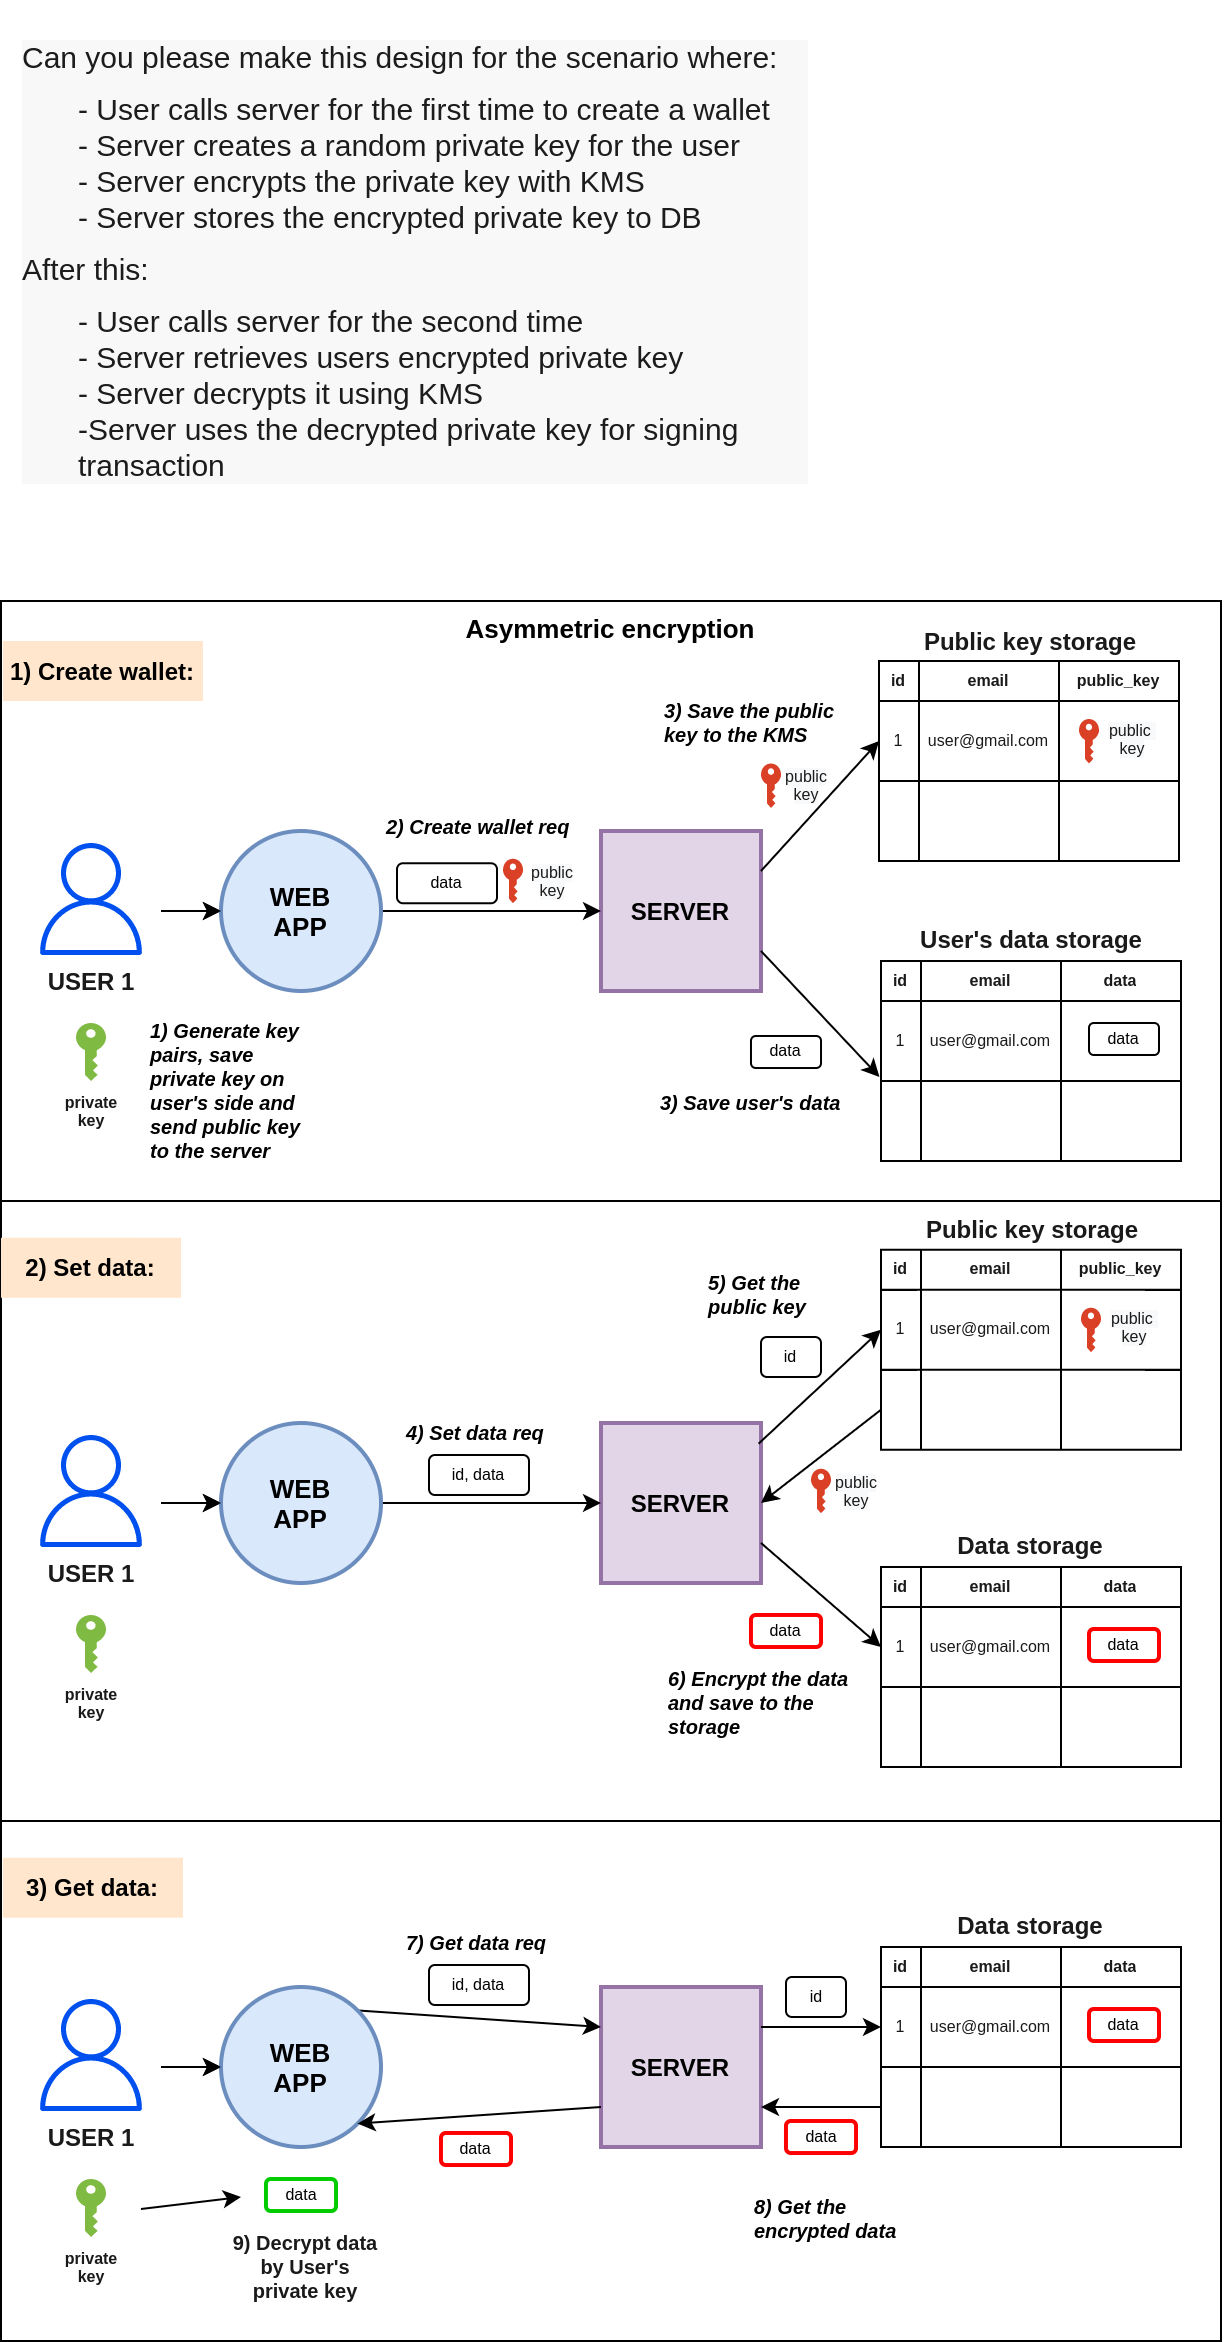 Can you please make this design for the scenario where:
- User calls server for the first time to create a wallet
- Server creates a random private key for the user
- Server encrypts the private key with KMS
- Server stores the encrypted private key to DB
After this:
- User calls server for the second time
- Server retrieves users encrypted private key
- Server decrypts it using KMS
-Server uses the decrypted private key for signing
transaction
Asymmetric encryption
1) Create wallet:
Public key storage
id email public_key
1 user@gmail.com public
key
3) Save the public
key to the KMS
public
key
2) Create wallet req
data
public
key
WEB
APP
SERVER
USER 1
private
key
1) Generate key
pairs, save
private key on
user's side and
send public key
to the server
User's data storage
id email data
1 user@gmail.com data
data
3) Save user's data
2) Set data:
Public key storage
id email public_key
1 user@gmail.com public
key
5) Get the
public key
id
4) Set data req
id, data
WEB
APP
SERVER
public
key
USER 1
private
key
Data storage
id email data
1 user@gmail.com data
data
6) Encrypt the data
and save to the
storage
3) Get data:
Data storage
id email data
1 user@gmail.com data
7) Get data req
id, data
id
WEB
APP
SERVER
USER 1
data
data
private
key
data
9) Decrypt data
by User's
private key
8) Get the
encrypted data